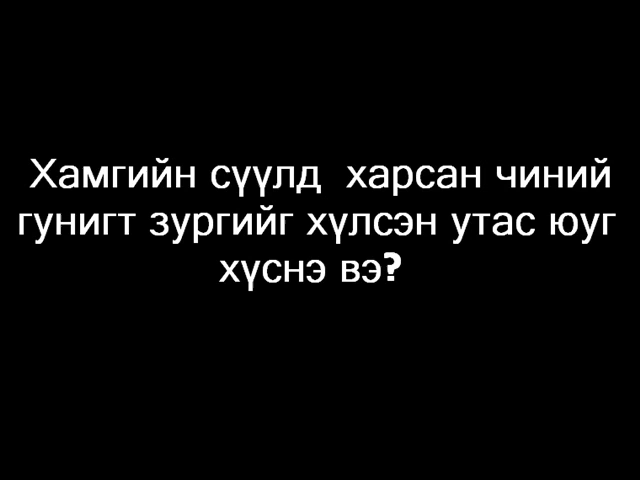 Хамгийн сүүлд харсан чиний
гунигт зургийг хүлсэн утас юуг
хүснэ вэ?